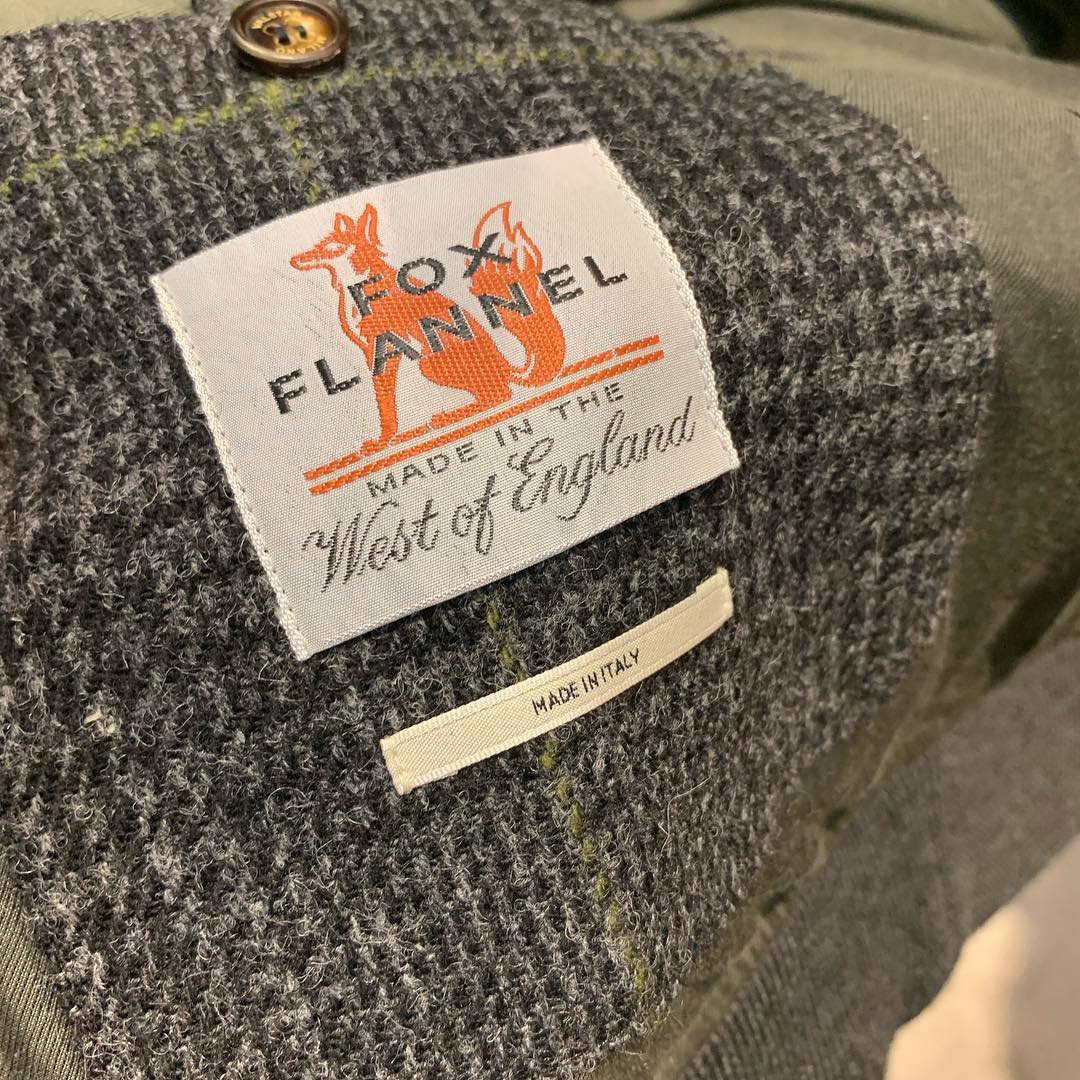 FOX
FLANNEL
MADE IN THE
West of England
MADE IN ITALY